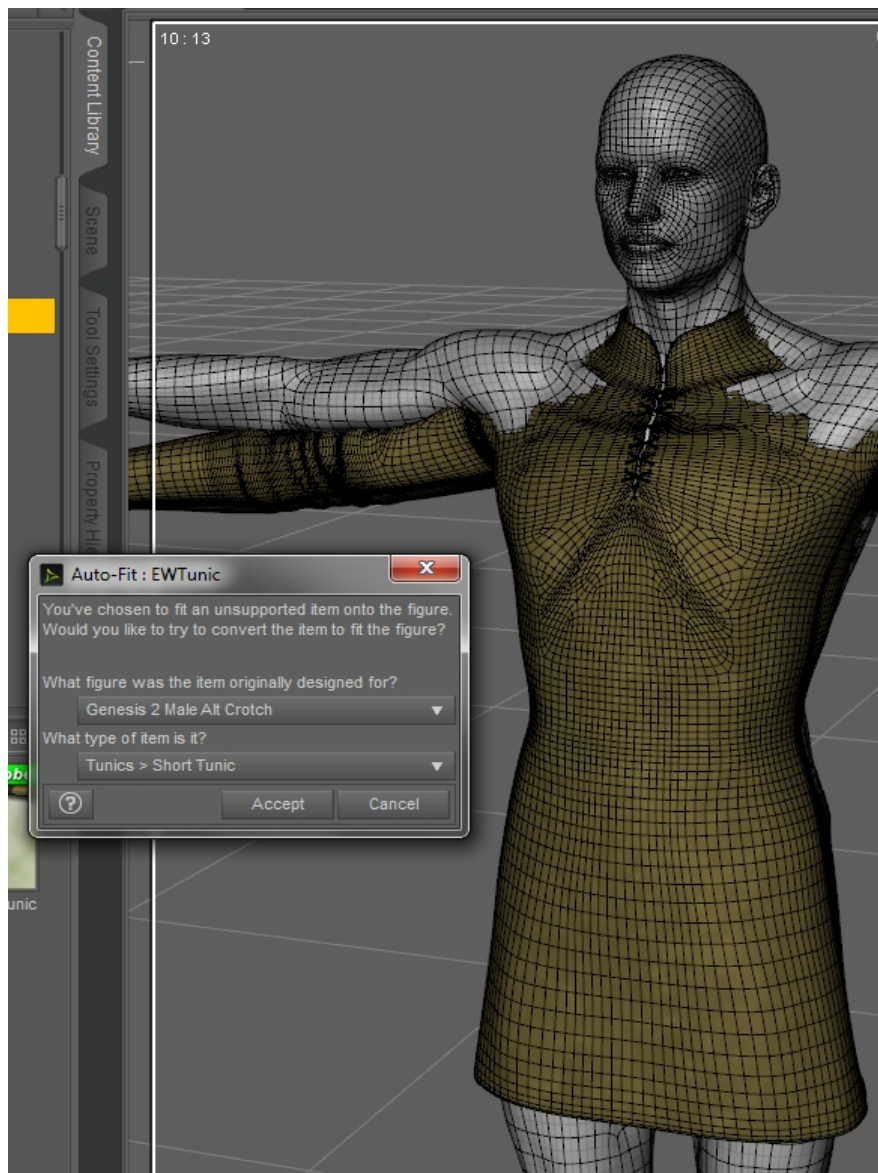 10 : 13
Content Library
Scene
Tool Settings
Property Hie
Auto-Fit : EWTunic
You've chosen to fit an unsupported item onto the figure.
Would you like to try to convert the item to fit the figure?
What figure was the item originally designed for?
Genesis 2 Male Alt Crotch
What type of item is it?
Tunics > Short Tunic
Accept
Cancel
unic